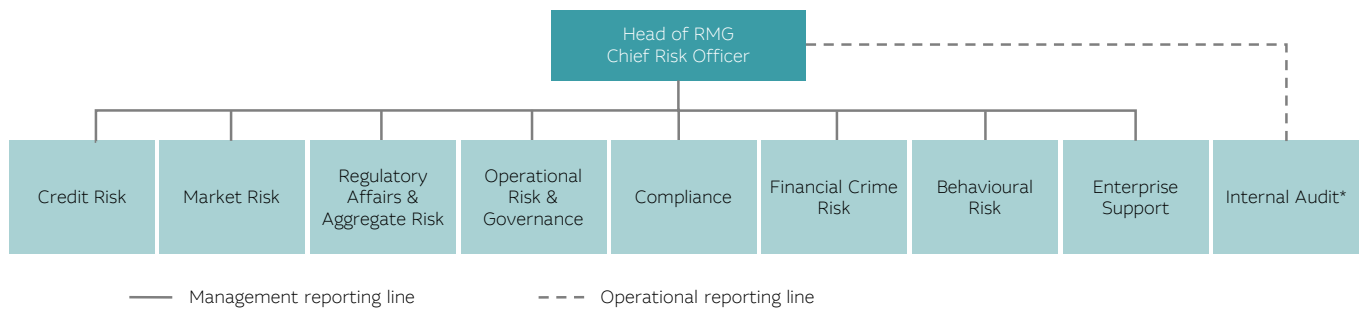 Head of RMG
Chief Risk Officer
Credit Risk
Market Risk
Regulatory
Affairs &
Aggregate Risk
Operational
Risk &
Governance
Compliance
Financial Crime
Risk
Behavioural
Risk
Enterprise
Support
Internal Audit*
Management reporting line
Operational reporting line